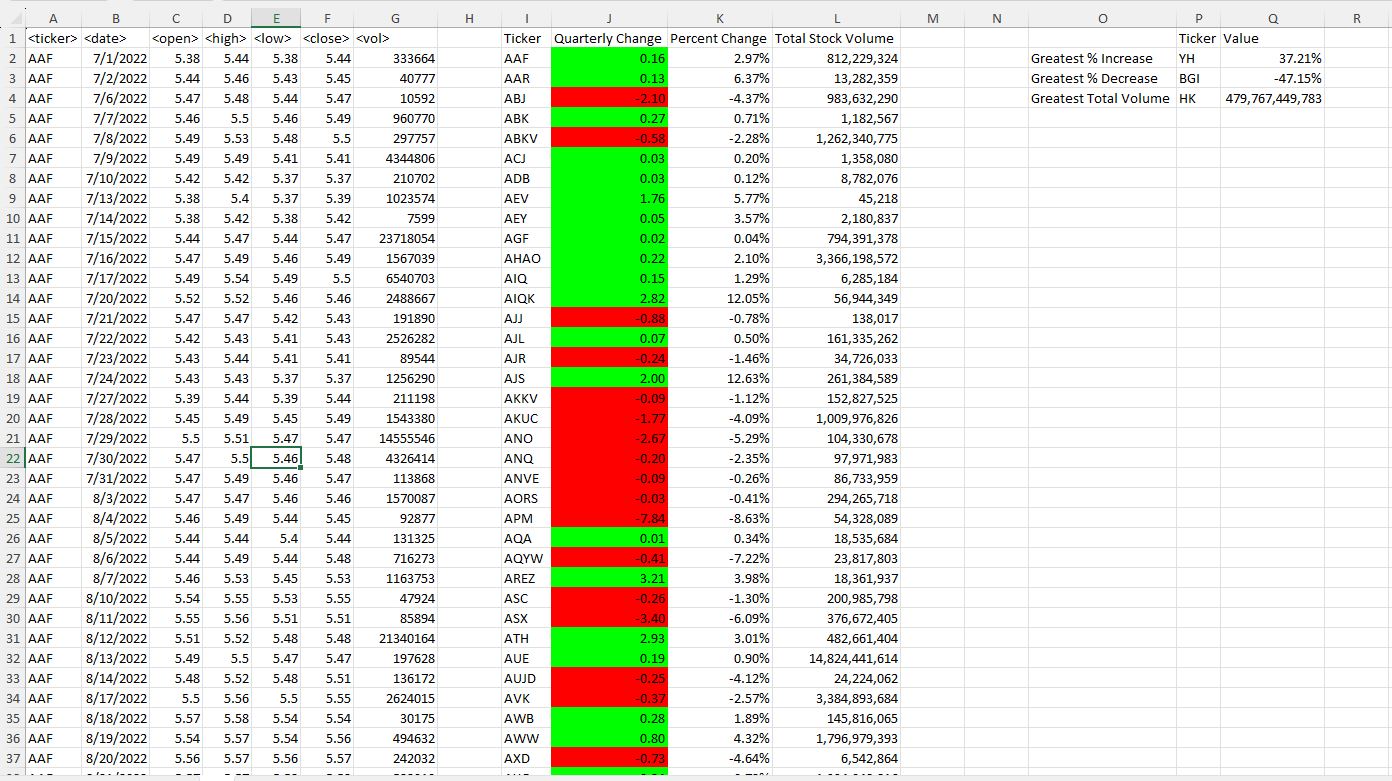 A B C D E F G H I J K L M N O P Q R
1 <ticker> <date> <open> <high> <low> <close> <vol> Ticker Quarterly Change Percent Change Total Stock Volume Ticker Value
2 AAF 7/1/2022 5.38 5.44 5.38 5.44 333664 AAF 0.16 2.97% 812,229,324 Greatest % Increase YH 37.21%
3 AAF 7/2/2022 5.44 5.46 5.43 5.45 40777 AAR 0.13 6.37% 13,282,359 Greatest % Decrease BGI -47.15%
4 AAF 7/6/2022 5.47 5.48 5.44 5.47 10592 ABJ -2.10 -4.37% 983,632,290 Greatest Total Volume HK 479,767,449,783
5 AAF 7/7/2022 5.46 5.5 5.46 5.49 960770 ABK 0.27 0.71% 1,182,567
6 AAF 7/8/2022 5.49 5.53 5.48 5.5 297757 ABKV -0.58 -2.28% 1,262,340,775
7 AAF 7/9/2022 5.49 5.49 5.41 5.41 4344806 ACJ 0.03 0.20% 1,358,080
8 AAF 7/10/2022 5.42 5.42 5.37 5.37 210702 ADB 0.03 0.12% 8,782,076
9 AAF 7/13/2022 5.38 5.4 5.37 5.39 1023574 AEV 1.76 5.77% 45,218
10 AAF 7/14/2022 5.38 5.42 5.38 5.42 7599 AEY 0.05 3.57% 2,180,837
11 AAF 7/15/2022 5.44 5.47 5.44 5.47 23718054 AGF 0.02 0.04% 794,391,378
12 AAF 7/16/2022 5.47 5.49 5.46 5.49 1567039 AHAO 0.22 2.10% 3,366,198,572
13 AAF 7/17/2022 5.49 5.54 5.49 5.5 6540703 AIQ 0.15 1.29% 6,285,184
14 AAF 7/20/2022 5.52 5.52 5.46 5.46 2488667 AIQK 2.82 12.05% 56,944,349
15 AAF 7/21/2022 5.47 5.47 5.42 5.43 191890 AJJ -0.88 -0.78% 138,017
16 AAF 7/22/2022 5.42 5.43 5.41 5.43 2526282 AJL 0.07 0.50% 161,335,262
17 AAF 7/23/2022 5.43 5.44 5.41 5.41 89544 AJR -0.24 -1.46% 34,726,033
18 AAF 7/24/2022 5.43 5.43 5.37 5.37 1256290 AJS 2.00 12.63% 261,384,589
19 AAF 7/27/2022 5.39 5.44 5.39 5.44 211198 AKKV -0.09 -1.12% 152,827,525
20 AAF 7/28/2022 5.45 5.49 5.45 5.49 1543380 AKUC -1.77 -4.09% 1,009,976,826
21 AAF 7/29/2022 5.5 5.51 5.47 5.47 14555546 ANO -2.67 -5.29% 104,330,678
22 AAF 7/30/2022 5.47 5.5 5.46 5.48 4326414 ANQ -0.20 -2.35% 97,971,983
23 AAF 7/31/2022 5.47 5.49 5.46 5.47 113868 ANVE -0.09 -0.26% 86,733,959
24 AAF 8/3/2022 5.47 5.47 5.46 5.46 1570087 AORS -0.03 -0.41% 294,265,718
25 AAF 8/4/2022 5.46 5.49 5.44 5.45 92877 APM -7.84 -8.63% 54,328,089
26 AAF 8/5/2022 5.44 5.44 5.4 5.44 131325 AQA 0.01 0.34% 18,535,684
27 AAF 8/6/2022 5.44 5.49 5.44 5.48 716273 AQYW -0.41 -7.22% 23,817,803
28 AAF 8/7/2022 5.46 5.53 5.45 5.53 1163753 AREZ 3.21 3.98% 18,361,937
29 AAF 8/10/2022 5.54 5.55 5.53 5.55 47924 ASC -0.26 -1.30% 200,985,798
30 AAF 8/11/2022 5.55 5.56 5.51 5.51 85894 ASX -3.40 -6.09% 376,672,405
31 AAF 8/12/2022 5.51 5.52 5.48 5.48 21340164 ATH 2.93 3.01% 482,661,404
32 AAF 8/13/2022 5.49 5.5 5.47 5.47 197628 AUE 0.19 0.90% 14,824,441,614
33 AAF 8/14/2022 5.48 5.52 5.48 5.51 136172 AUJD -0.25 -4.12% 24,224,062
34 AAF 8/17/2022 5.5 5.56 5.5 5.55 2624015 AVK -0.37 -2.57% 3,384,893,684
35 AAF 8/18/2022 5.57 5.58 5.54 5.54 30175 AWB 0.28 1.89% 145,816,065
36 AAF 8/19/2022 5.54 5.57 5.54 5.56 494632 AWW 0.80 4.32% 1,796,979,393
37 AAF 8/20/2022 5.56 5.57 5.56 5.57 242032 AXD -0.73 -4.64% 6,542,864